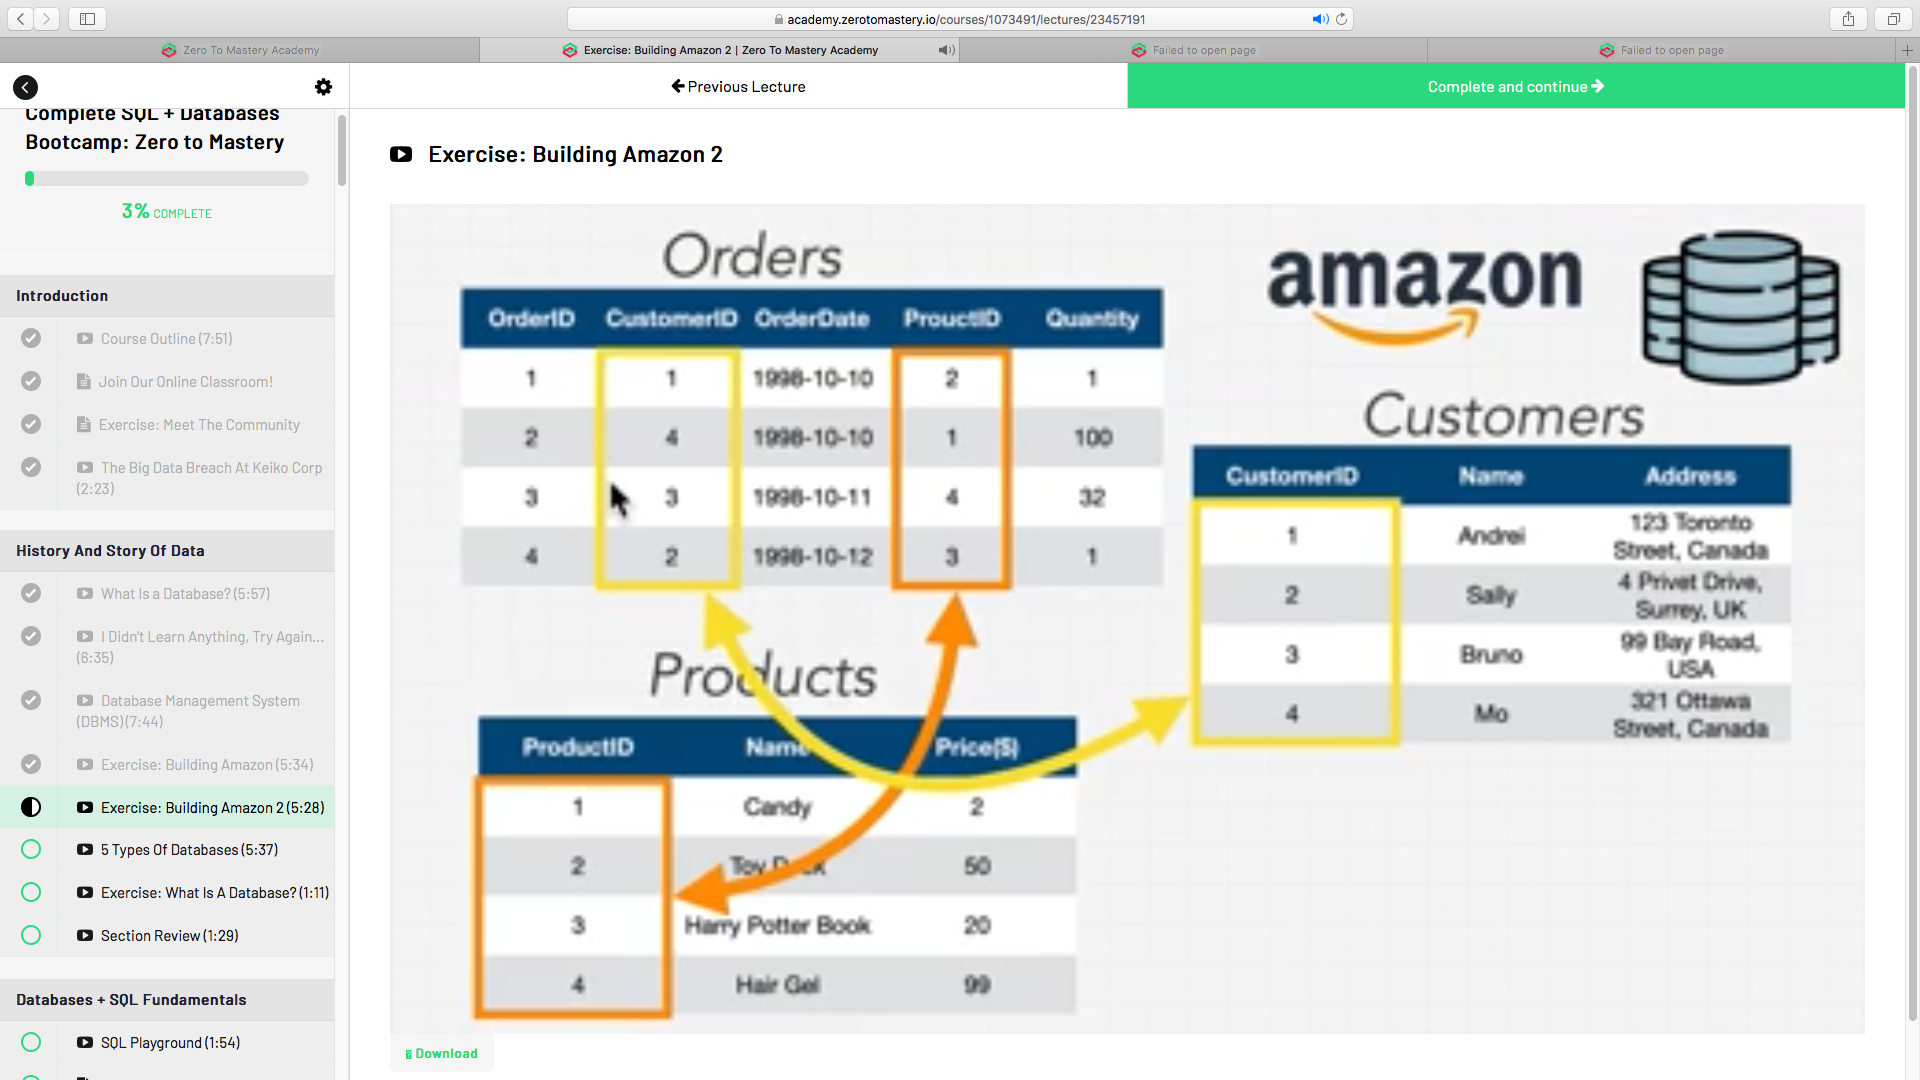 academy.zerotomastery.io/courses/1073491/lectures/23457191
Zero To Mastery Academy
Exercise: Building Amazon 2 | Zero To Mastery Academy
Failed to open page
Failed to open page
Complete SQL + Databases
Bootcamp: Zero to Mastery
3% COMPLETE
Introduction
Course Outline (7:51)
Join Our Online Classroom!
Exercise: Meet The Community
The Big Data Breach At Keiko Corp
(2:23)
History And Story Of Data
What Is a Database? (5:57)
I Didn't Learn Anything, Try Again...
(6:35)
Database Management System
(DBMS) (7:44)
Exercise: Building Amazon (5:34)
Exercise: Building Amazon 2 (5:28)
5 Types Of Databases (5:37)
Exercise: What Is A Database? (1:11)
Section Review (1:29)
Databases + SQL Fundamentals
SQL Playground (1:54)
Previous Lecture
Complete and continue
Exercise: Building Amazon 2
Orders
OrderID CustomerID OrderDate ProuctID Quantity
1 1 1998-10-10 2 1
2 4 1998-10-10 1 100
3 3 1998-10-11 4 32
4 2 1998-10-12 3 1
amazon
Customers
CustomerID Name Address
1 Andrei 123 Toronto
Street, Canada
2 Sally 4 Privet Drive,
Surrey, UK
3 Bruno 99 Bay Road,
USA
4 Mo 321 Ottawa
Street, Canada
Products
ProductID Name Price($)
1 Candy 2
2 Toy 50
3 Harry Potter Book 20
4 Hair Gel 99
Download